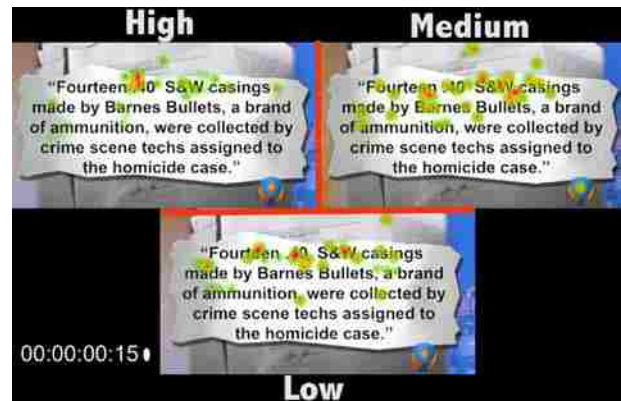 High
Medium
“Fourteen .40 S&W casings
made by Barnes Bullets, a brand
of ammunition, were collected by
crime scene techs assigned to
the homicide case.”
“Fourteen .40 S&W casings
made by Barnes Bullets, a brand
of ammunition, were collected by
crime scene techs assigned to
the homicide case.”
“Fourteen .40 S&W casings
made by Barnes Bullets, a brand
of ammunition, were collected by
crime scene techs assigned to
the homicide case.”
00:00:00:15
Low